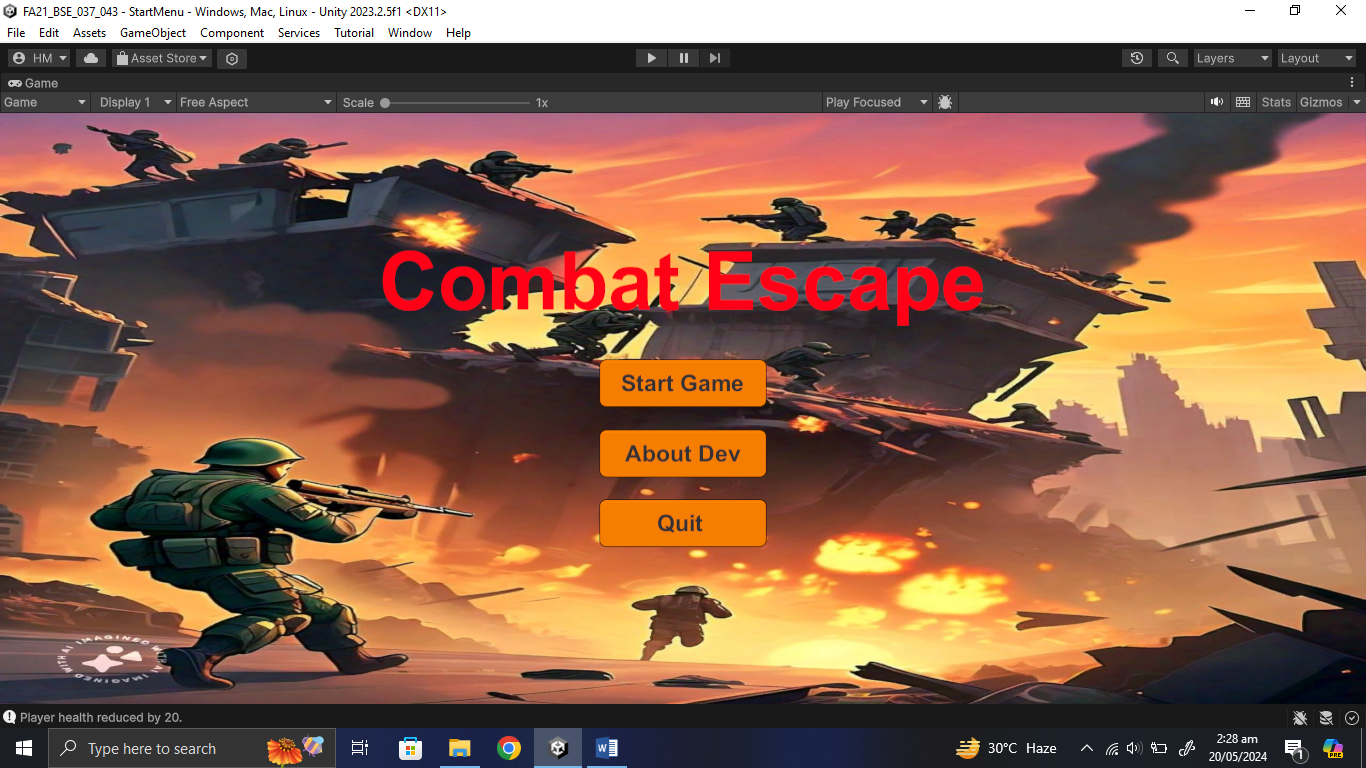 FA21_BSE_037_043 - StartMenu - Windows, Mac, Linux - Unity 2023.2.5f1 <DX11>
File Edit Assets GameObject Component Services Tutorial Window Help
HM Asset Store Layers Layout
Game
Game Display 1 Free Aspect Scale 1x Play Focused Stats Gizmos
Combat Escape
Start Game
About Dev
Quit
IMAGINED WITH AI IMAGINED WITH AI
Player health reduced by 20.
Type here to search
30°C Haze
2:28 am
20/05/2024
1
PRE